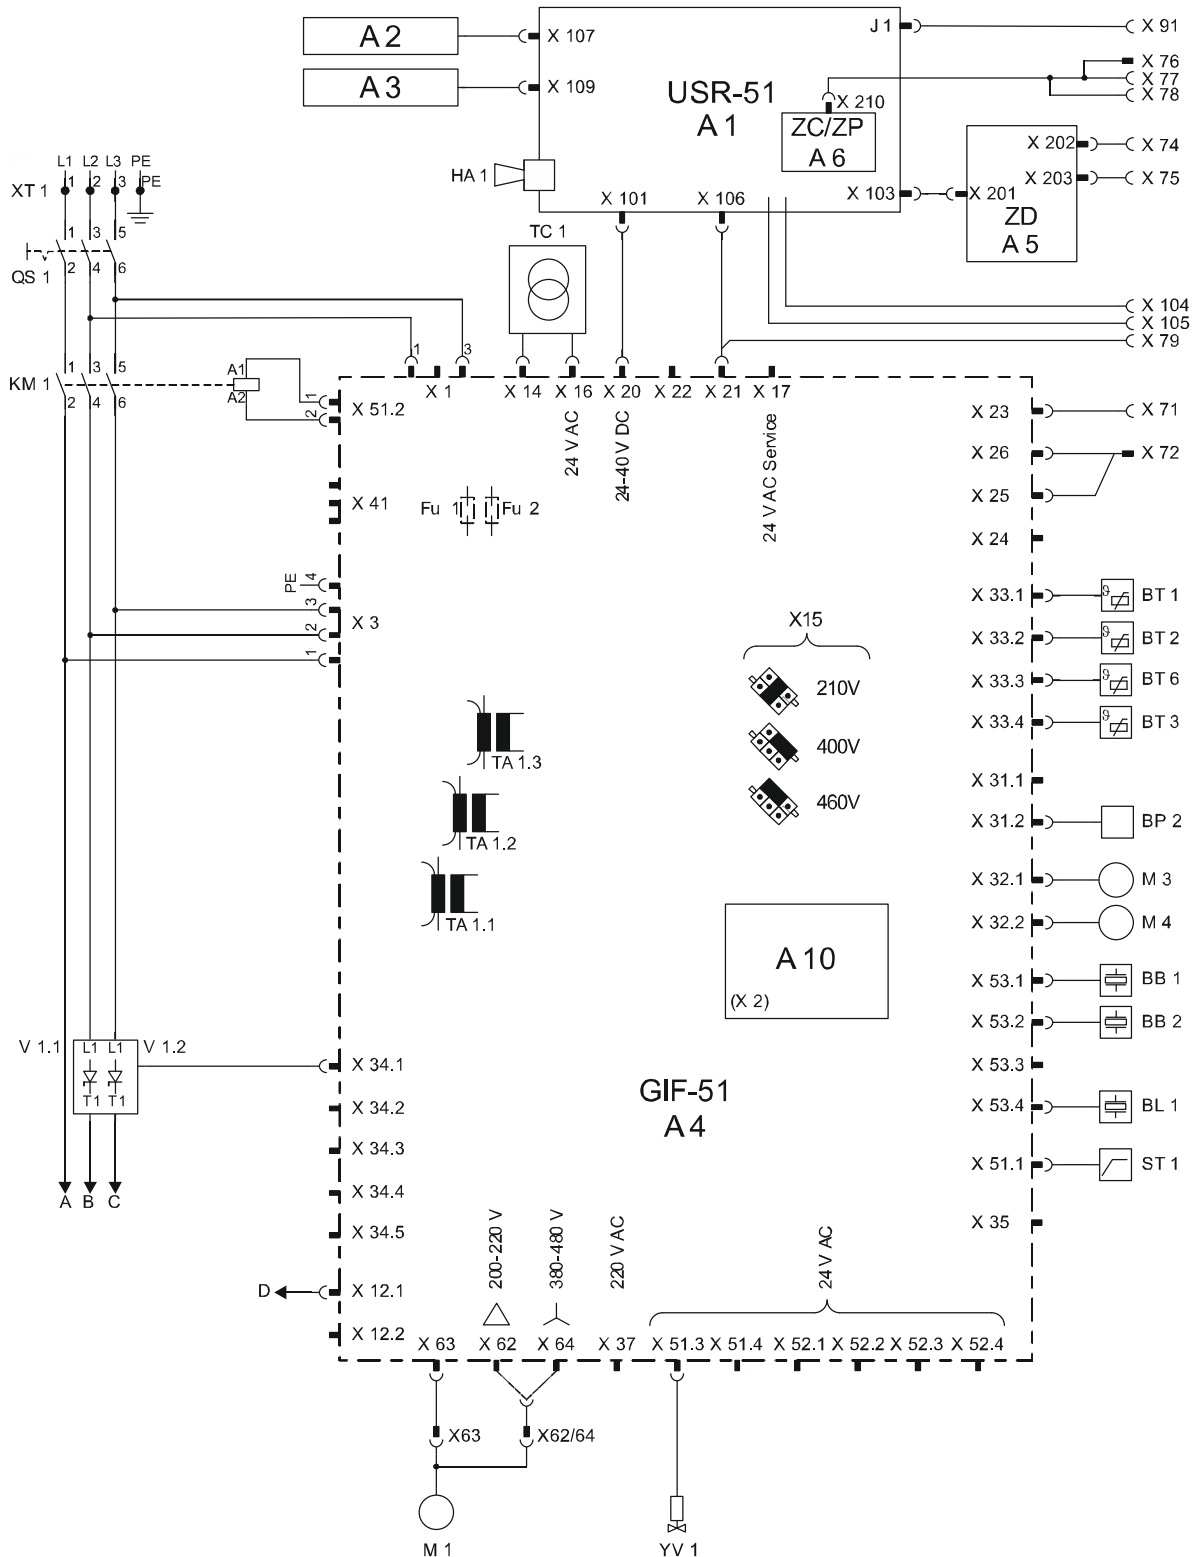 A 2
X 107
J 1
X 91
X 76
X 77
X 78
A 3
X 109
USR-51
A 1
X 210
ZC/ZP
A 6
X 202
X 74
X 203
X 75
L1 L2 L3 PE
1 2 3 PE
XT 1
HA 1
X 101
X 106
X 103
X 201
ZD
A 5
TC 1
1 3 5
QS 1
2 4 6
X 104
X 105
X 79
1
3
1 3 5
KM 1
2 4 6
A1
A2
1
2
X 51.2
X 1
X 14
X 16
X 20
X 22
X 21
X 17
24 V AC
24-40 V DC
24 V AC Service
X 23
X 71
X 26
X 72
X 25
X 24
X 41
Fu 1
Fu 2
PE
4
3
2
1
X 3
X 33.1
BT 1
X 33.2
BT 2
X 33.3
BT 6
X 33.4
BT 3
X15
210V
400V
460V
TA 1.3
TA 1.2
TA 1.1
X 31.1
X 31.2
BP 2
X 32.1
M 3
X 32.2
M 4
A 10
(X 2)
X 53.1
BB 1
X 53.2
BB 2
X 53.3
X 53.4
BL 1
X 51.1
ST 1
X 35
V 1.1
L1 L1
V 1.2
T1 T1
X 34.1
X 34.2
X 34.3
X 34.4
X 34.5
A B C
GIF-51
A 4
D
X 12.1
X 12.2
200-220 V
380-480 V
220 V AC
24 V AC
X 63
X 62
X 64
X 37
X 51.3
X 51.4
X 52.1
X 52.2
X 52.3
X 52.4
X63
X62/64
M 1
YV 1